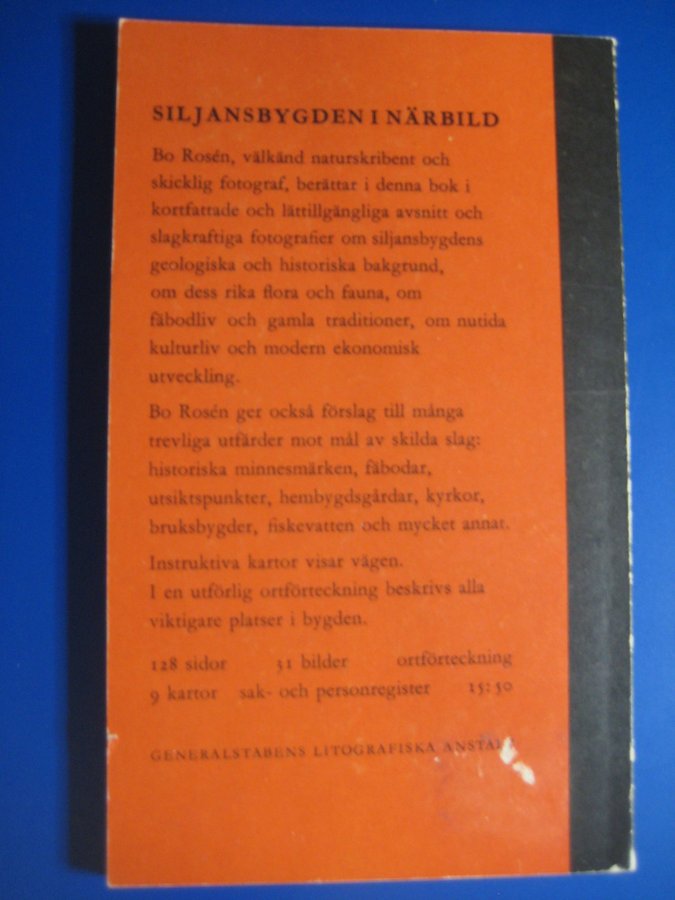 SILJANSBYGDEN I NÄRBILD
Bo Rosén, välkänd naturskribent och
skicklig fotograf, berättar i denna bok i
kortfattade och lättillgängliga avsnitt och
slagkraftiga fotografier om siljansbygdens
geologiska och historiska bakgrund,
om dess rika flora och fauna, om
fäbodliv och gamla traditioner, om nutida
kulturliv och modern ekonomisk
utveckling.
Bo Rosén ger också förslag till många
trevliga utfärder mot mål av skilda slag:
historiska minnesmärken, fäbodar,
utsiktspunkter, hembygdsgårdar, kyrkor,
bruksbygder, fiskevatten och mycket annat.
Instruktiva kartor visar vägen.
I en utförlig ortförteckning beskrivs alla
viktigare platser i bygden.
128 sidor 31 bilder ortförteckning
9 kartor sak- och personregister 15:50
GENERALSTABENS LITOGRAFISKA ANSTALT